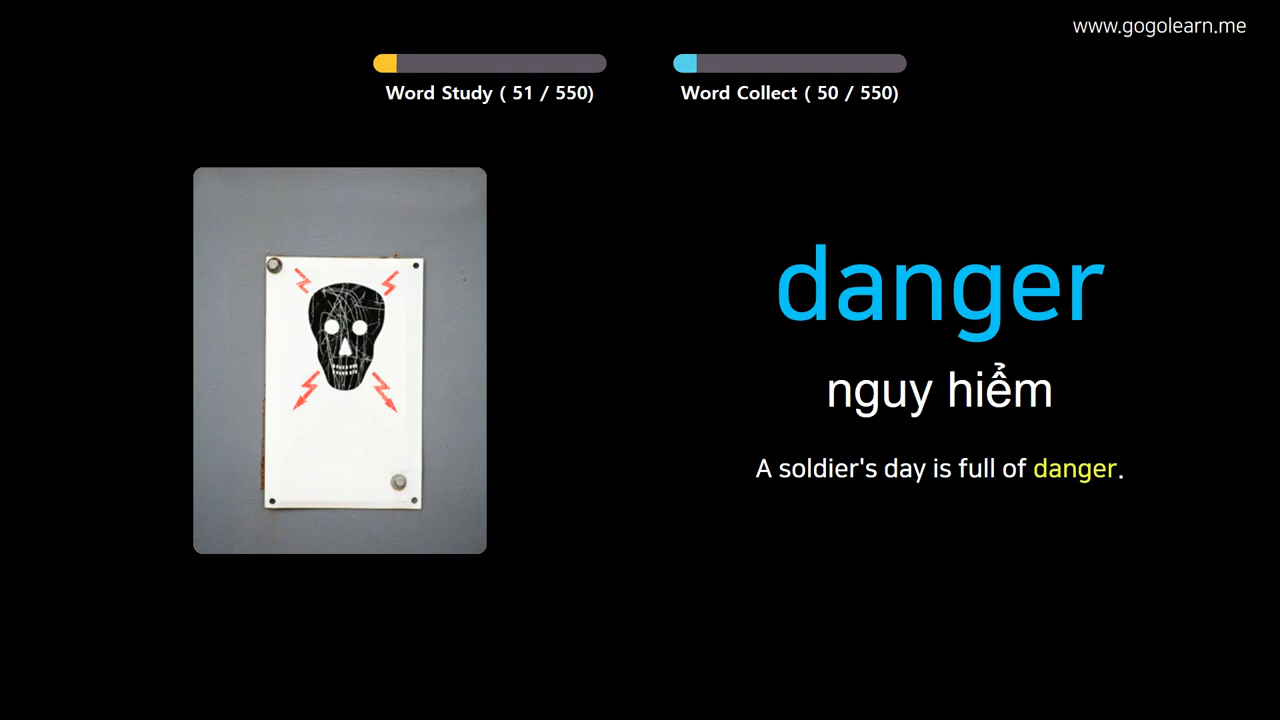 www.gogolearn.me
Word Study ( 51 / 550)
Word Collect ( 50 / 550)
danger
nguy hiểm
A soldier's day is full of danger.